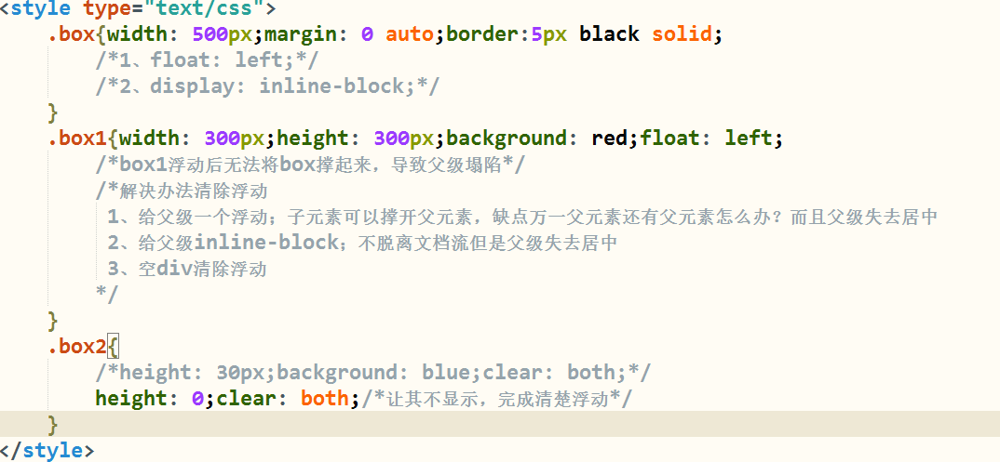 <style type="text/css">
.box{width: 500px;margin: 0 auto;border:5px black solid;
/*1、float: left;*/
/*2、display: inline-block;*/
}
.box1{width: 300px;height: 300px;background: red;float: left;
/*box1浮动后无法将box撑起来，导致父级塌陷*/
/*解决办法清除浮动
1、给父级一个浮动；子元素可以撑开父元素，缺点万一父元素还有父元素怎么办？而且父级失去居中
2、给父级inline-block；不脱离文档流但是父级失去居中
3、空div清除浮动
*/
}
.box2{
/*height: 30px;background: blue;clear: both;*/
height: 0;clear: both;/*让其不显示，完成清楚浮动*/
}
</style>